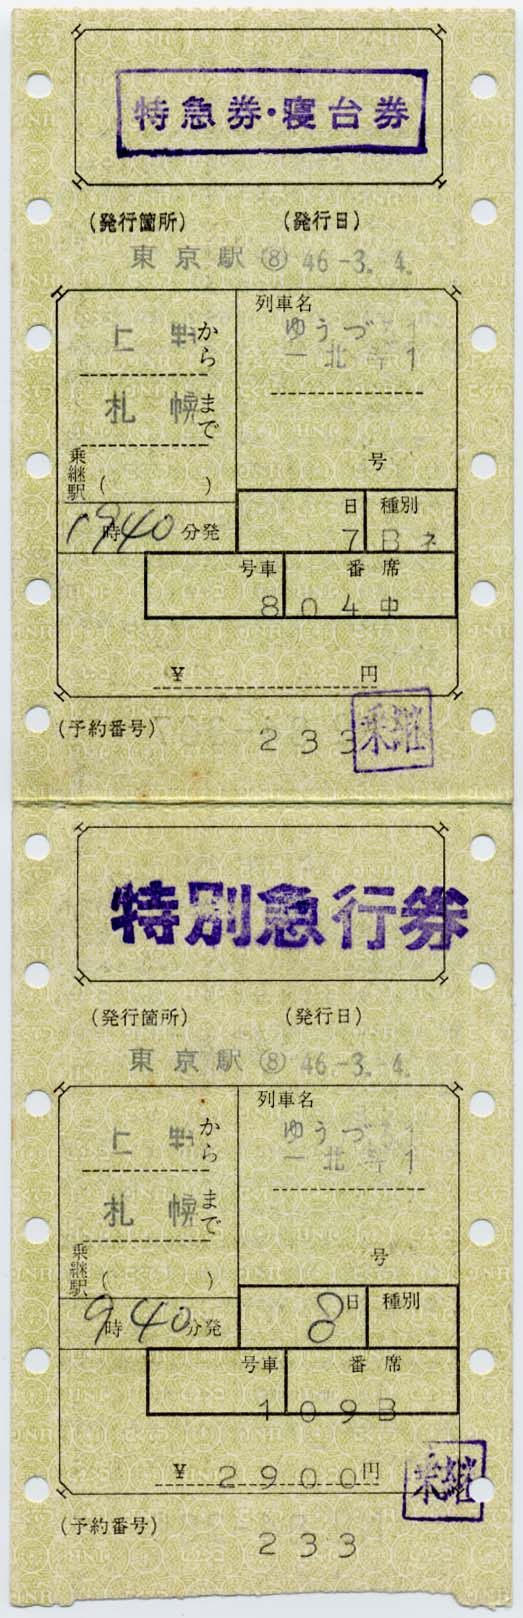 特急券・寝台券
(発行箇所) (発行日)
東京駅⑧ 46-3.-4.
上野から
札幌まで
乗継駅( )
19時40分発
列車名
ゆうづる1
ー北斗1
号
日 種別
7 Bネ
号車 番席
8 04中
¥ 円
(予約番号)
233
乗継
特別急行券
(発行箇所) (発行日)
東京駅⑧ 46-3.-4.
上野から
札幌まで
乗継駅( )
9時40分発
列車名
ゆうづる1
ー北斗1
号
8日 種別
号車 番席
1 09B
¥ 2900円
乗継
(予約番号)
233